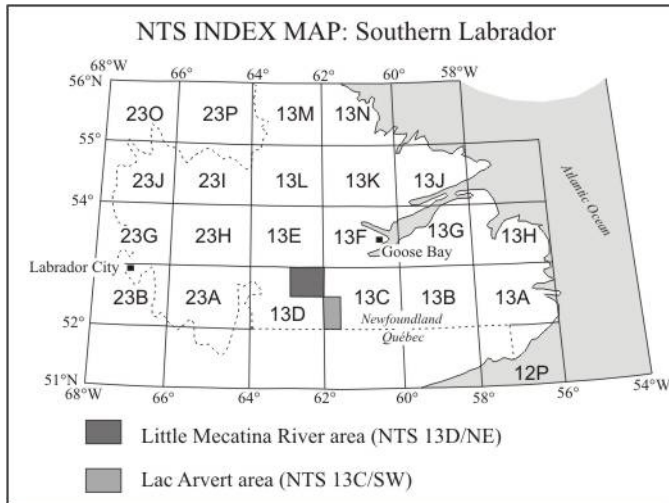 NTS INDEX MAP: Southern Labrador
68°W 66° 64° 62° 60° 58°W
56°N
23O 23P 13M 13N
55°
23J 23I 13L 13K 13J
54°
23G 23H 13E 13F 13G 13H
Goose Bay
Labrador City
Atlantic Ocean
23B 23A 13D 13C 13B 13A
52°
Newfoundland
Québec
12P
51°N
68°W 66° 64° 62° 60° 58° 56° 54°W
Little Mecatina River area (NTS 13D/NE)
Lac Arvert area (NTS 13C/SW)